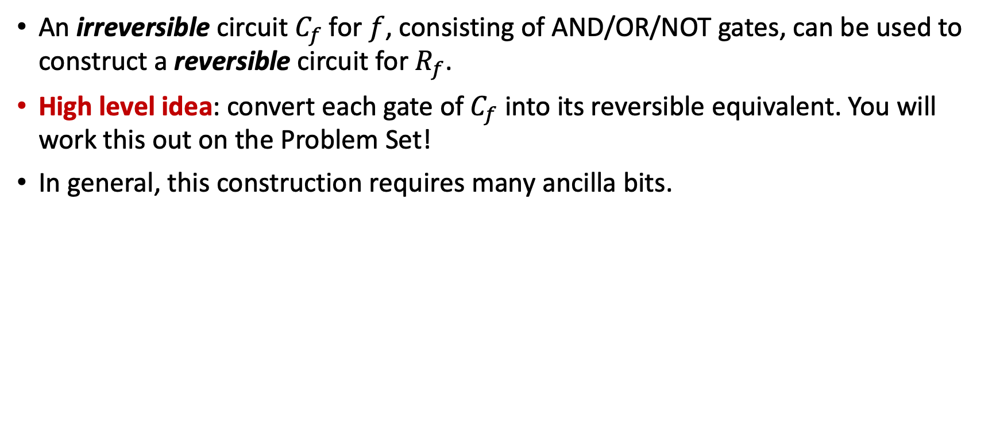 • An irreversible circuit C_f for f, consisting of AND/OR/NOT gates, can be used to
construct a reversible circuit for R_f.
• High level idea: convert each gate of C_f into its reversible equivalent. You will
work this out on the Problem Set!
• In general, this construction requires many ancilla bits.